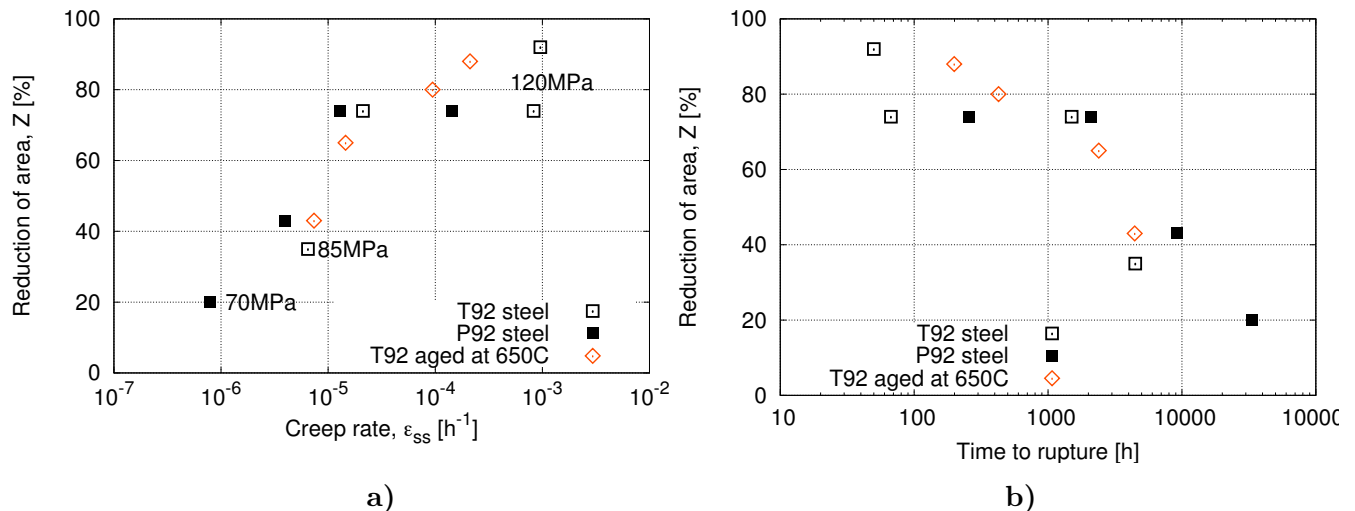 Reduction of area, Z [%]
100
80
60
40
20
0
120MPa
85MPa
70MPa
T92 steel
P92 steel
T92 aged at 650C
10⁻⁷ 10⁻⁶ 10⁻⁵ 10⁻⁴ 10⁻³ 10⁻²
Creep rate, ε_ss [h⁻¹]
a)
Reduction of area, Z [%]
100
80
60
40
20
0
T92 steel
P92 steel
T92 aged at 650C
10 100 1000 10000 10000
Time to rupture [h]
b)